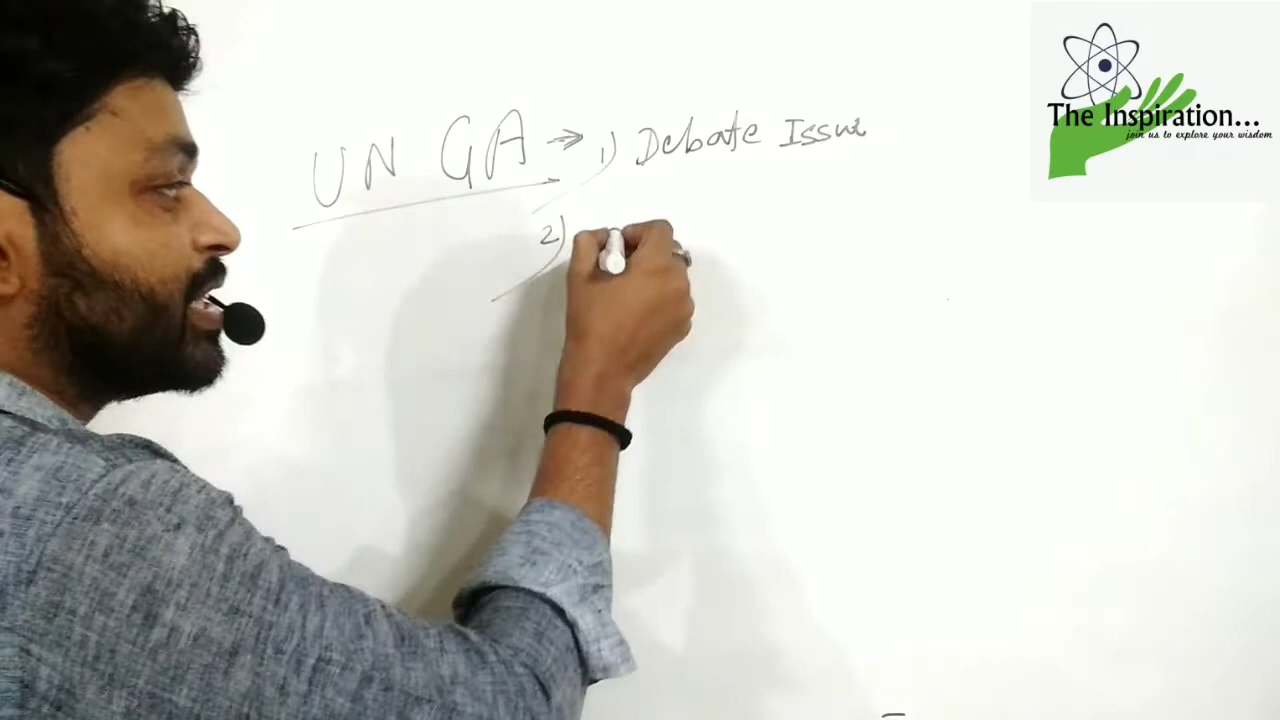 UN GA → 1) Debate Issue
2)
The Inspiration...
join us to explore your wisdom